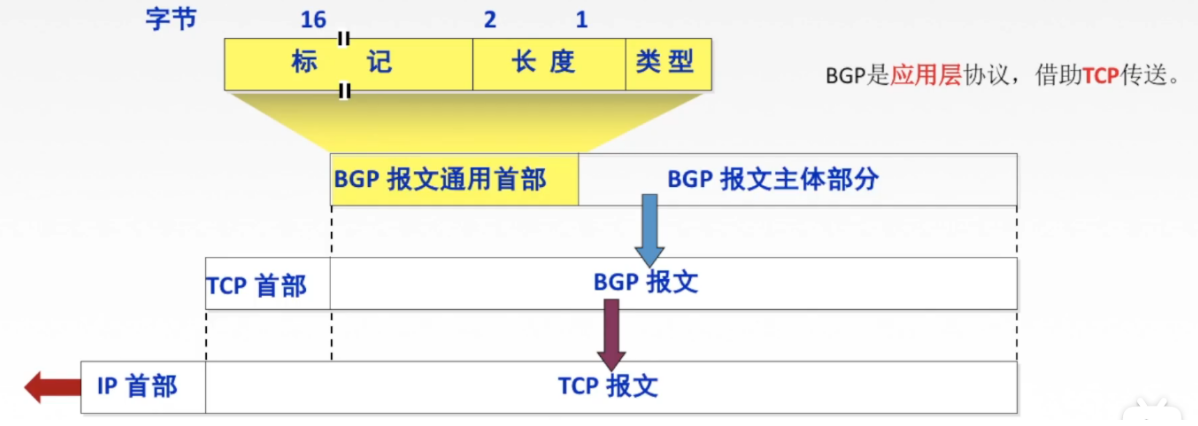 字节 16 2 1
标 记 长 度 类 型
BGP是应用层协议，借助TCP传送。
BGP 报文通用首部 BGP 报文主体部分
TCP 首部 BGP 报文
IP 首部 TCP 报文